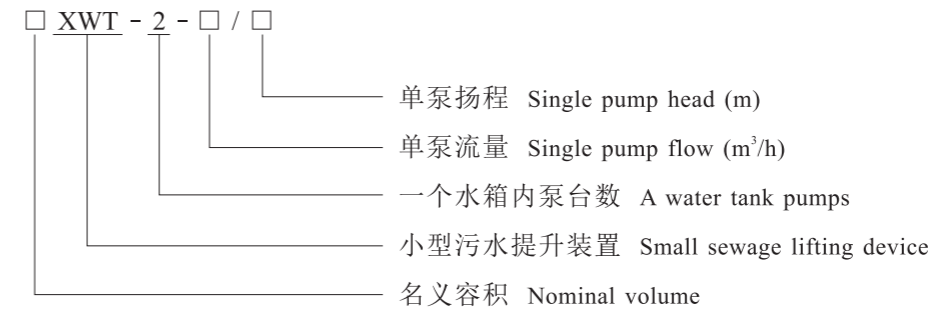 □ XWT - 2 - □ / □
单泵扬程 Single pump head (m)
单泵流量 Single pump flow (m³/h)
一个水箱内泵台数 A water tank pumps
小型污水提升装置 Small sewage lifting device
名义容积 Nominal volume